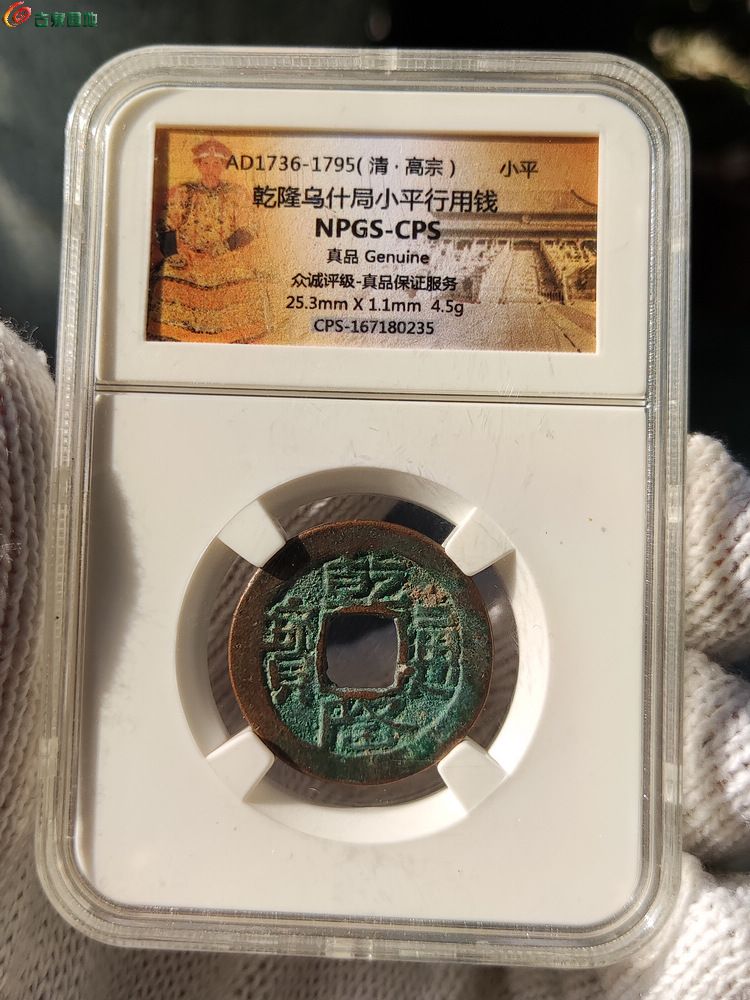 古泉园地
AD1736-1795(清·高宗) 小平
乾隆乌什局小平行用钱
NPGS-CPS
真品 Genuine
众诚评级-真品保证服务
25.3mm X 1.1mm 4.5g
CPS-167180235
乾隆通寶